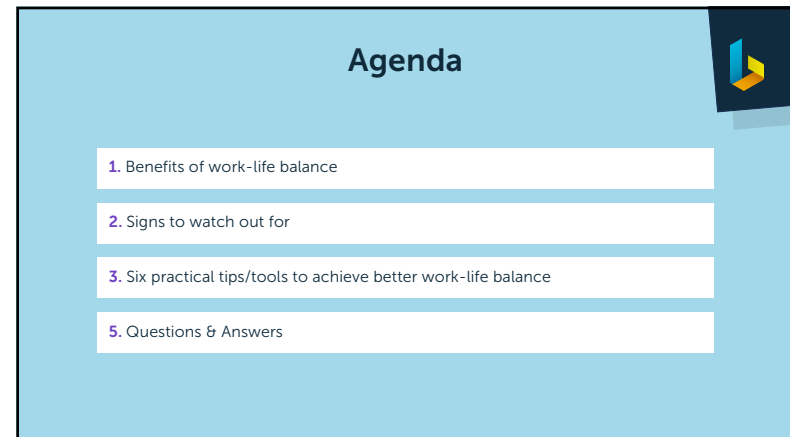 Agenda
1. Benefits of work-life balance
2. Signs to watch out for
3. Six practical tips/tools to achieve better work-life balance
5. Questions & Answers